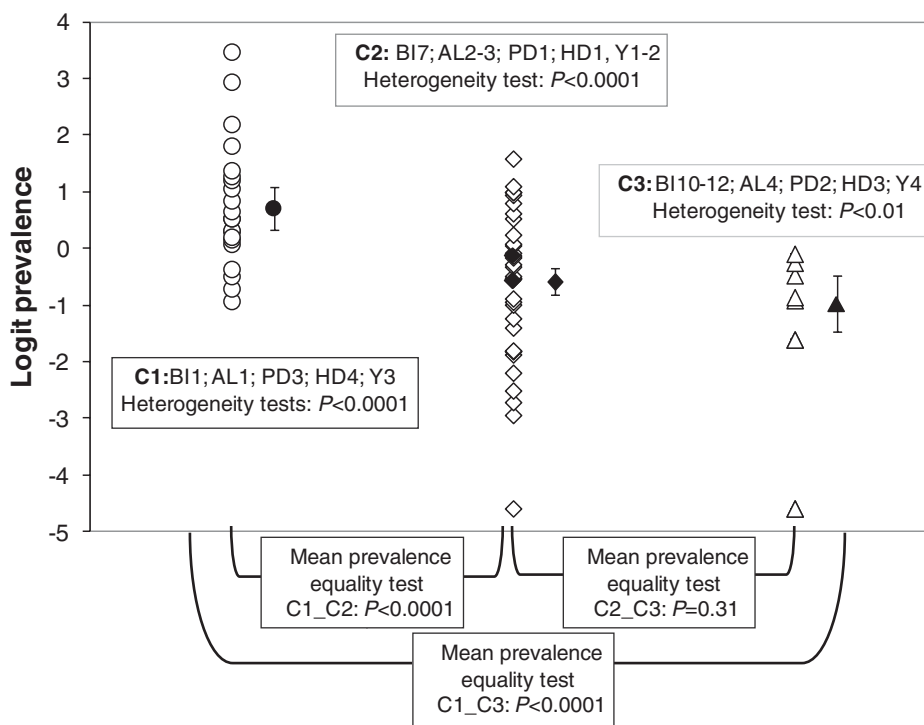 4
3
2
1
0
-1
-2
-3
-4
-5
Logit prevalence
C2: BI7; AL2-3; PD1; HD1, Y1-2
Heterogeneity test: P<0.0001
C3: BI10-12; AL4; PD2; HD3; Y4
Heterogeneity test: P<0.01
C1:BI1; AL1; PD3; HD4; Y3
Heterogeneity tests: P<0.0001
Mean prevalence
equality test
C1_C2: P<0.0001
Mean prevalence
equality test
C2_C3: P=0.31
Mean prevalence
equality test
C1_C3: P<0.0001